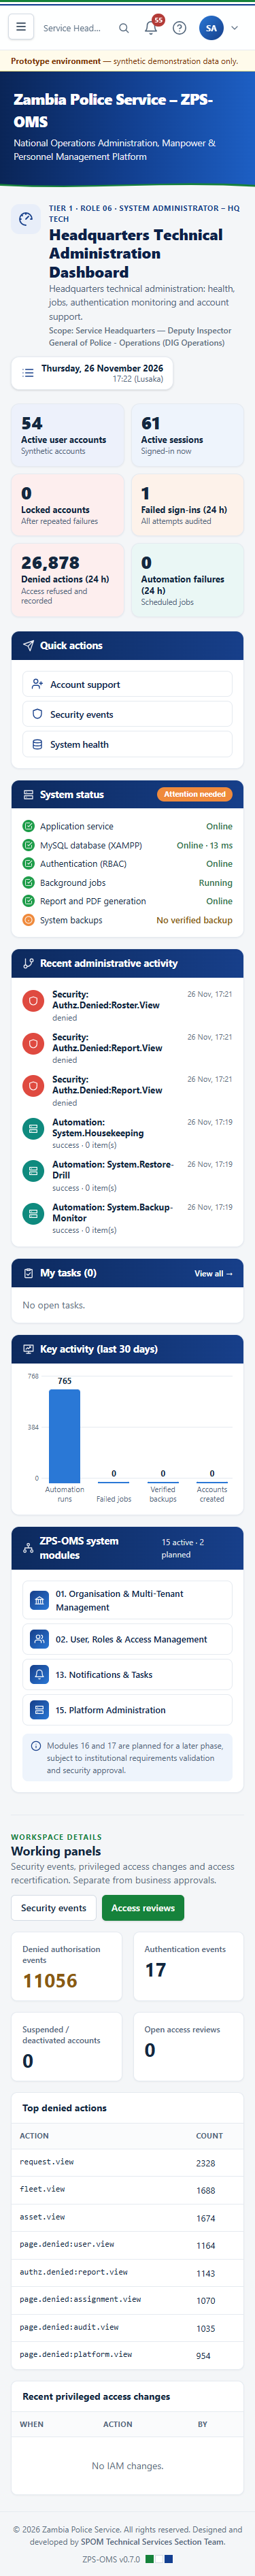 Service Head...
55
SA
Prototype environment — synthetic demonstration data only.
Zambia Police Service – ZPS-
OMS
National Operations Administration, Manpower &
Personnel Management Platform
TIER 1 · ROLE 06 · SYSTEM ADMINISTRATOR – HQ
TECH
Headquarters Technical
Administration
Dashboard
Headquarters technical administration: health,
jobs, authentication monitoring and account
support.
Scope: Service Headquarters — Deputy Inspector
General of Police - Operations (DIG Operations)
Thursday, 26 November 2026
17:22 (Lusaka)
54
Active user accounts
Synthetic accounts
61
Active sessions
Signed-in now
0
Locked accounts
After repeated failures
1
Failed sign-ins (24 h)
All attempts audited
26,878
Denied actions (24 h)
Access refused and
recorded
0
Automation failures
(24 h)
Scheduled jobs
Quick actions
Account support
Security events
System health
System status
Attention needed
Application service Online
MySQL database (XAMPP) Online · 13 ms
Authentication (RBAC) Online
Background jobs Running
Report and PDF generation Online
System backups No verified backup
Recent administrative activity
Security: 26 Nov, 17:21
Authz.Denied:Roster.View
denied
Security: 26 Nov, 17:21
Authz.Denied:Report.View
denied
Security: 26 Nov, 17:21
Authz.Denied:Report.View
denied
Automation: 26 Nov, 17:19
System.Housekeeping
success · 0 item(s)
Automation: System.Restore- 26 Nov, 17:19
Drill
success · 0 item(s)
Automation: System.Backup- 26 Nov, 17:19
Monitor
success · 0 item(s)
My tasks (0) View all →
No open tasks.
Key activity (last 30 days)
768
384
0
765
0
0
0
Automation
runs
Failed jobs
Verified
backups
Accounts
created
ZPS-OMS system
modules
15 active · 2
planned
01. Organisation & Multi-Tenant
Management
02. User, Roles & Access Management
13. Notifications & Tasks
15. Platform Administration
Modules 16 and 17 are planned for a later phase,
subject to institutional requirements validation
and security approval.
WORKSPACE DETAILS
Working panels
Security events, privileged access changes and access
recertification. Separate from business approvals.
Security events
Access reviews
Denied authorisation
events
11056
Authentication events
17
Suspended /
deactivated accounts
0
Open access reviews
0
Top denied actions
ACTION COUNT
request.view 2328
fleet.view 1688
asset.view 1674
page.denied:user.view 1164
authz.denied:report.view 1143
page.denied:assignment.view 1070
page.denied:audit.view 1035
page.denied:platform.view 954
Recent privileged access changes
WHEN ACTION BY
No IAM changes.
© 2026 Zambia Police Service. All rights reserved. Designed and
developed by SPOM Technical Services Section Team.
ZPS-OMS v0.7.0